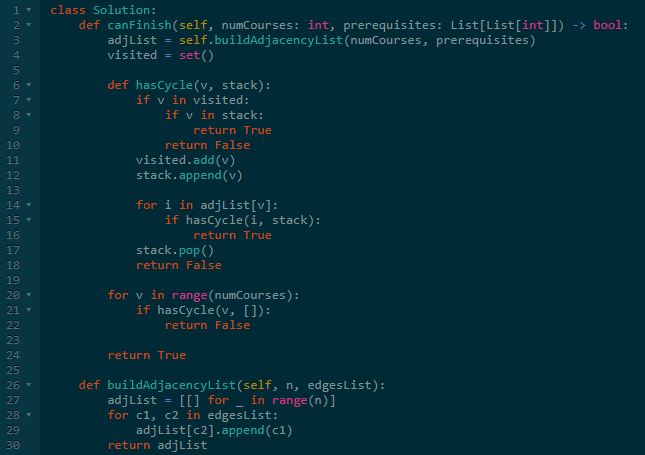 1 class Solution:
2     def canFinish(self, numCourses: int, prerequisites: List[List[int]]) -> bool:
3         adjList = self.buildAdjacencyList(numCourses, prerequisites)
4         visited = set()
5
6         def hasCycle(v, stack):
7             if v in visited:
8                 if v in stack:
9                     return True
10                 return False
11             visited.add(v)
12             stack.append(v)
13
14             for i in adjList[v]:
15                 if hasCycle(i, stack):
16                     return True
17             stack.pop()
18             return False
19
20         for v in range(numCourses):
21             if hasCycle(v, []):
22                 return False
23
24         return True
25
26     def buildAdjacencyList(self, n, edgesList):
27         adjList = [[] for _ in range(n)]
28         for c1, c2 in edgesList:
29             adjList[c2].append(c1)
30         return adjList